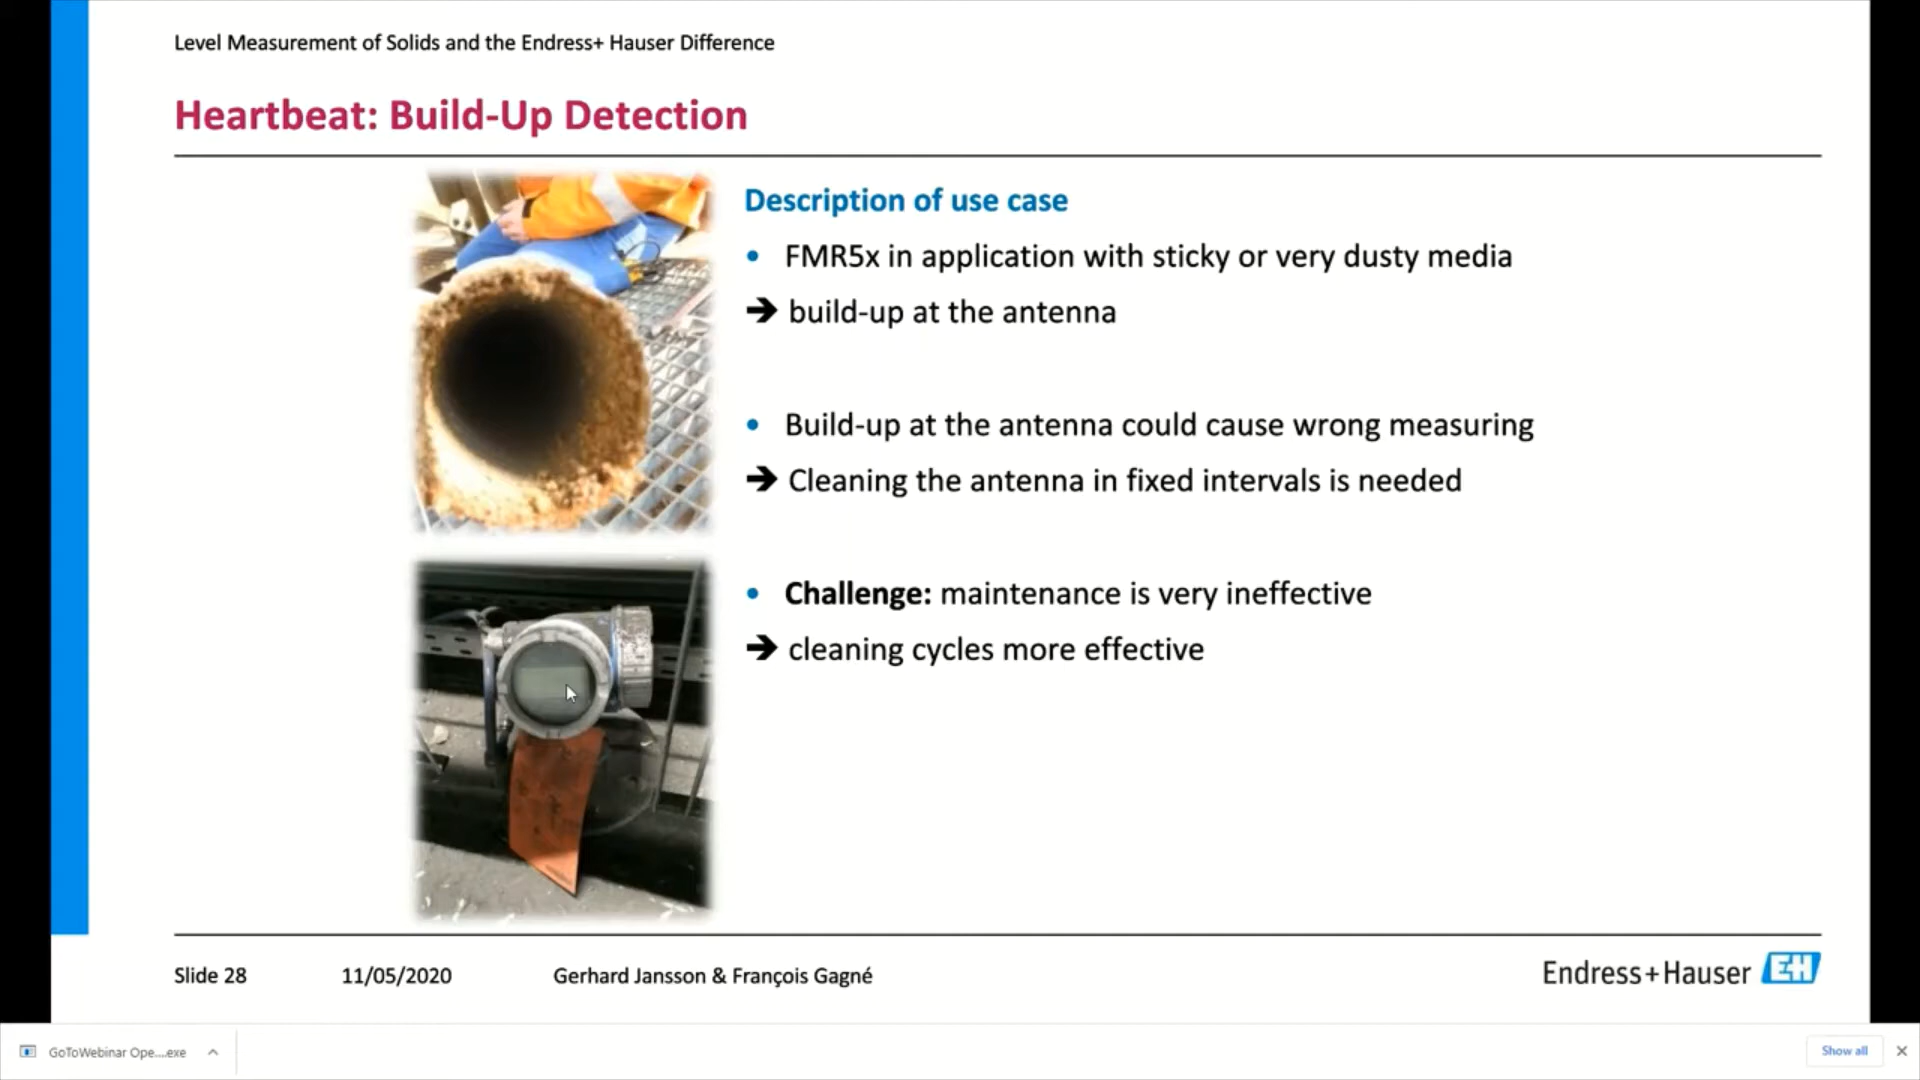 Level Measurement of Solids and the Endress+ Hauser Difference
Heartbeat: Build-Up Detection
Description of use case
• FMR5x in application with sticky or very dusty media
➔ build-up at the antenna
• Build-up at the antenna could cause wrong measuring
➔ Cleaning the antenna in fixed intervals is needed
• Challenge: maintenance is very ineffective
➔ cleaning cycles more effective
Slide 28 11/05/2020 Gerhard Jansson & François Gagné
Endress+Hauser EH
GoToWebinar Ope....exe
Show all